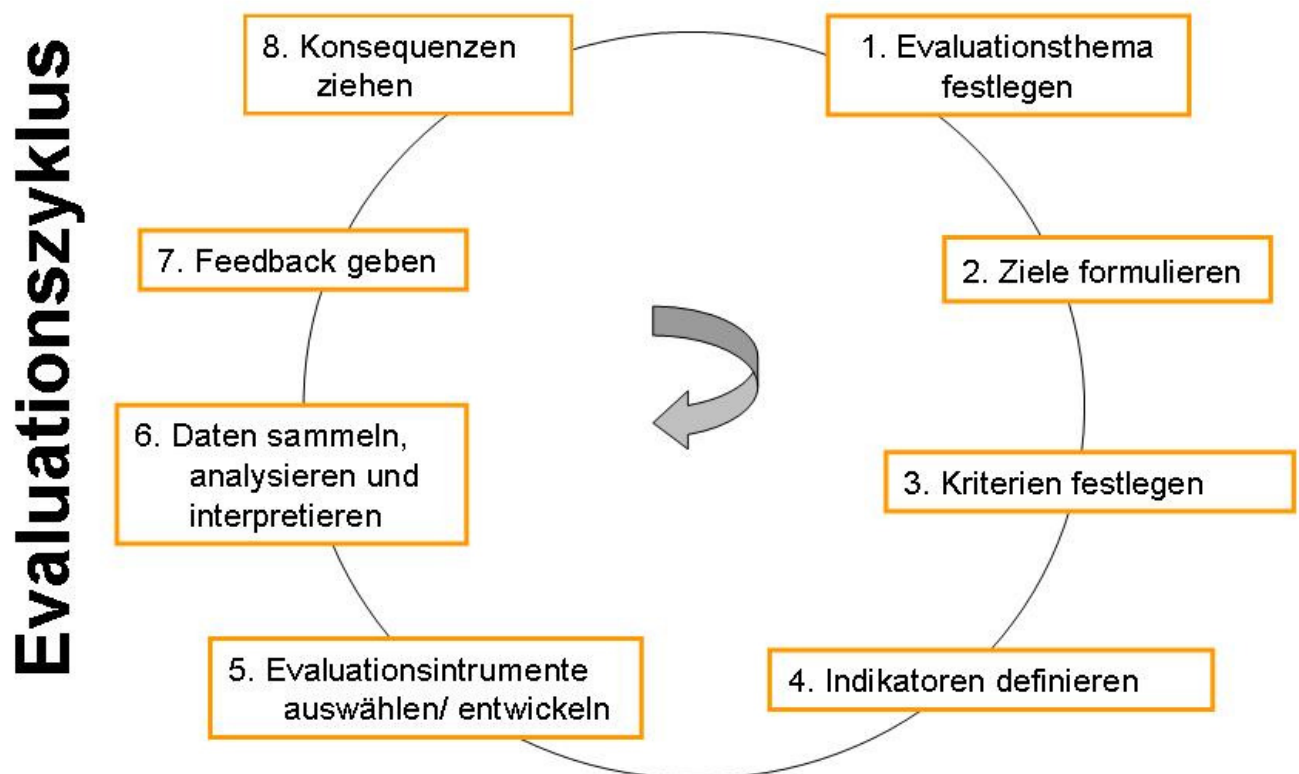 Evaluationszyklus
1. Evaluationsthema
festlegen
2. Ziele formulieren
3. Kriterien festlegen
4. Indikatoren definieren
5. Evaluationsintrumente
auswählen/ entwickeln
6. Daten sammeln,
analysieren und
interpretieren
7. Feedback geben
8. Konsequenzen
ziehen